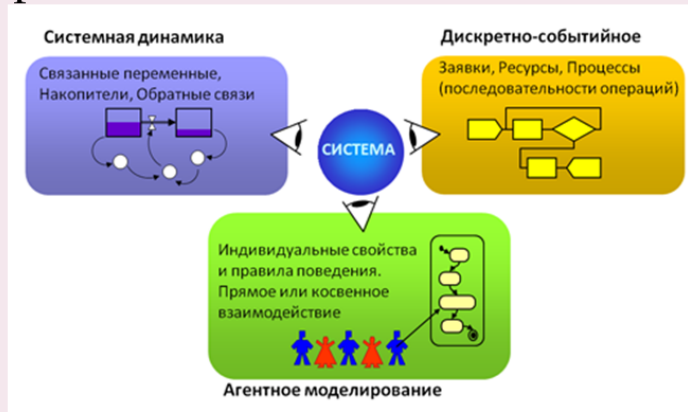 Системная динамика
Связанные переменные,
Накопители, Обратные связи
Дискретно-событийное
Заявки, Ресурсы, Процессы
(последовательности операций)
СИСТЕМА
Индивидуальные свойства
и правила поведения.
Прямое или косвенное
взаимодействие
Агентное моделирование